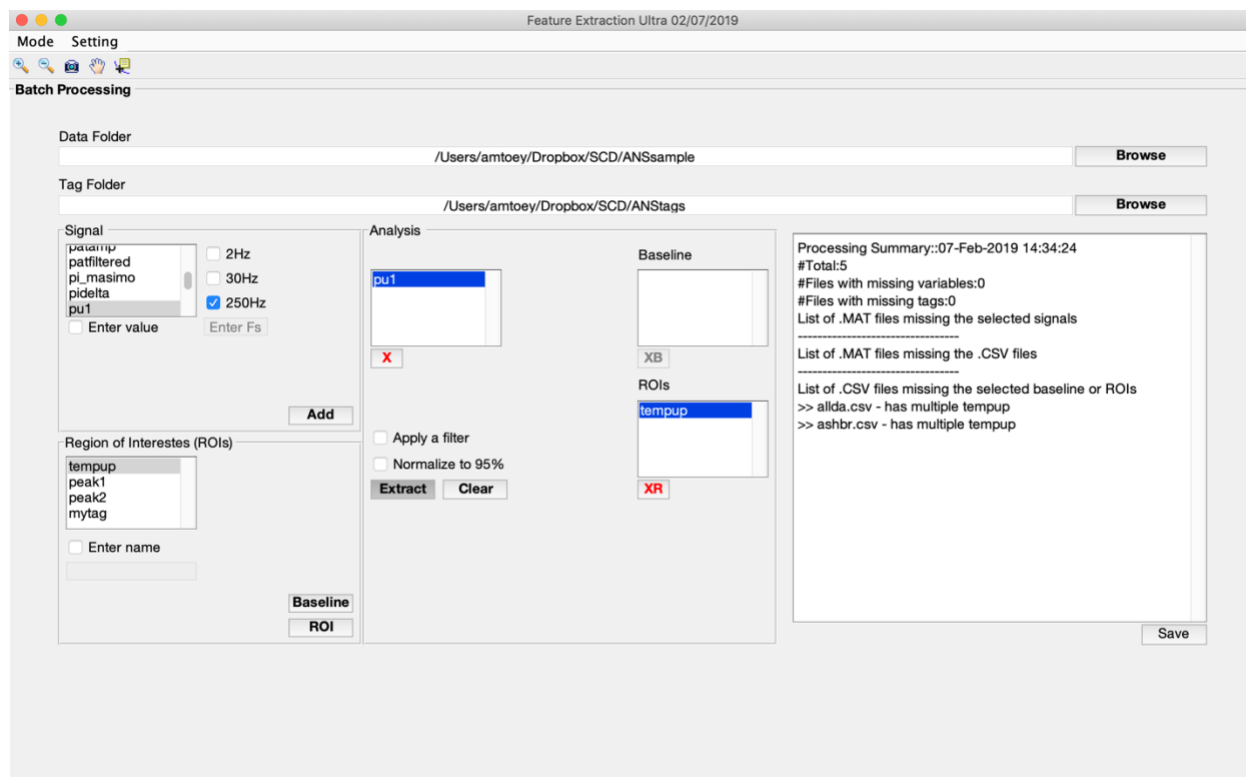 Feature Extraction Ultra 02/07/2019
Mode Setting
Batch Processing
Data Folder
/Users/amtoey/Dropbox/SCD/ANSsample
Browse
Tag Folder
/Users/amtoey/Dropbox/SCD/ANStags
Browse
Signal
patamp
patfiltered
pi_masimo
pidelta
pu1
2Hz
30Hz
250Hz
Enter value
Enter Fs
Add
Region of Interestes (ROIs)
tempup
peak1
peak2
mytag
Enter name
Baseline
ROI
Analysis
pu1
X
Baseline
XB
ROIs
tempup
XR
Apply a filter
Normalize to 95%
Extract
Clear
Processing Summary::07-Feb-2019 14:34:24
#Total:5
#Files with missing variables:0
#Files with missing tags:0
List of .MAT files missing the selected signals
---------------------------------
List of .MAT files missing the .CSV files
---------------------------------
List of .CSV files missing the selected baseline or ROIs
>> allda.csv - has multiple tempup
>> ashbr.csv - has multiple tempup
Save